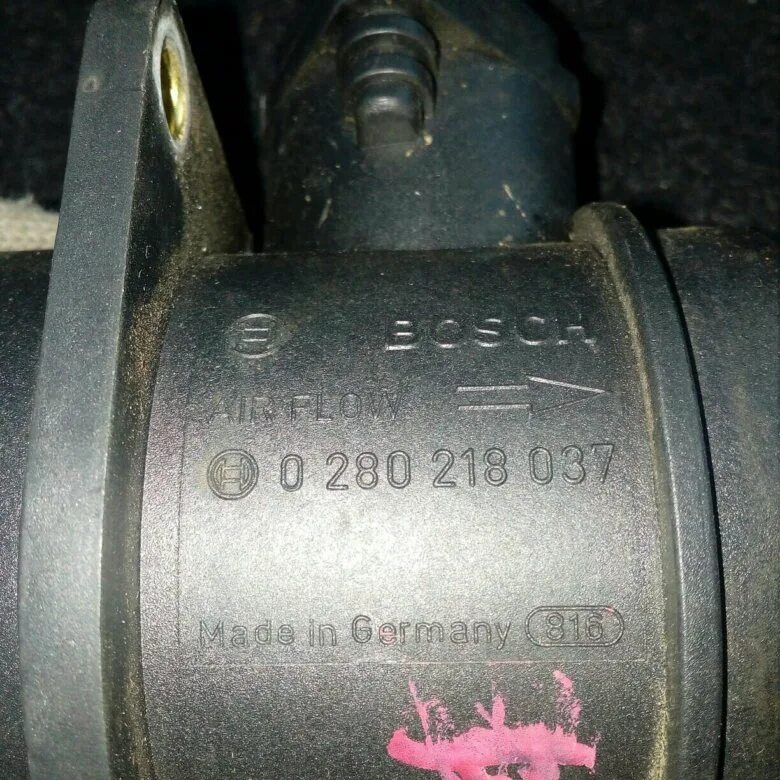 BOSCH
AIR FLOW
0 280 218 037
Made in Germany 816